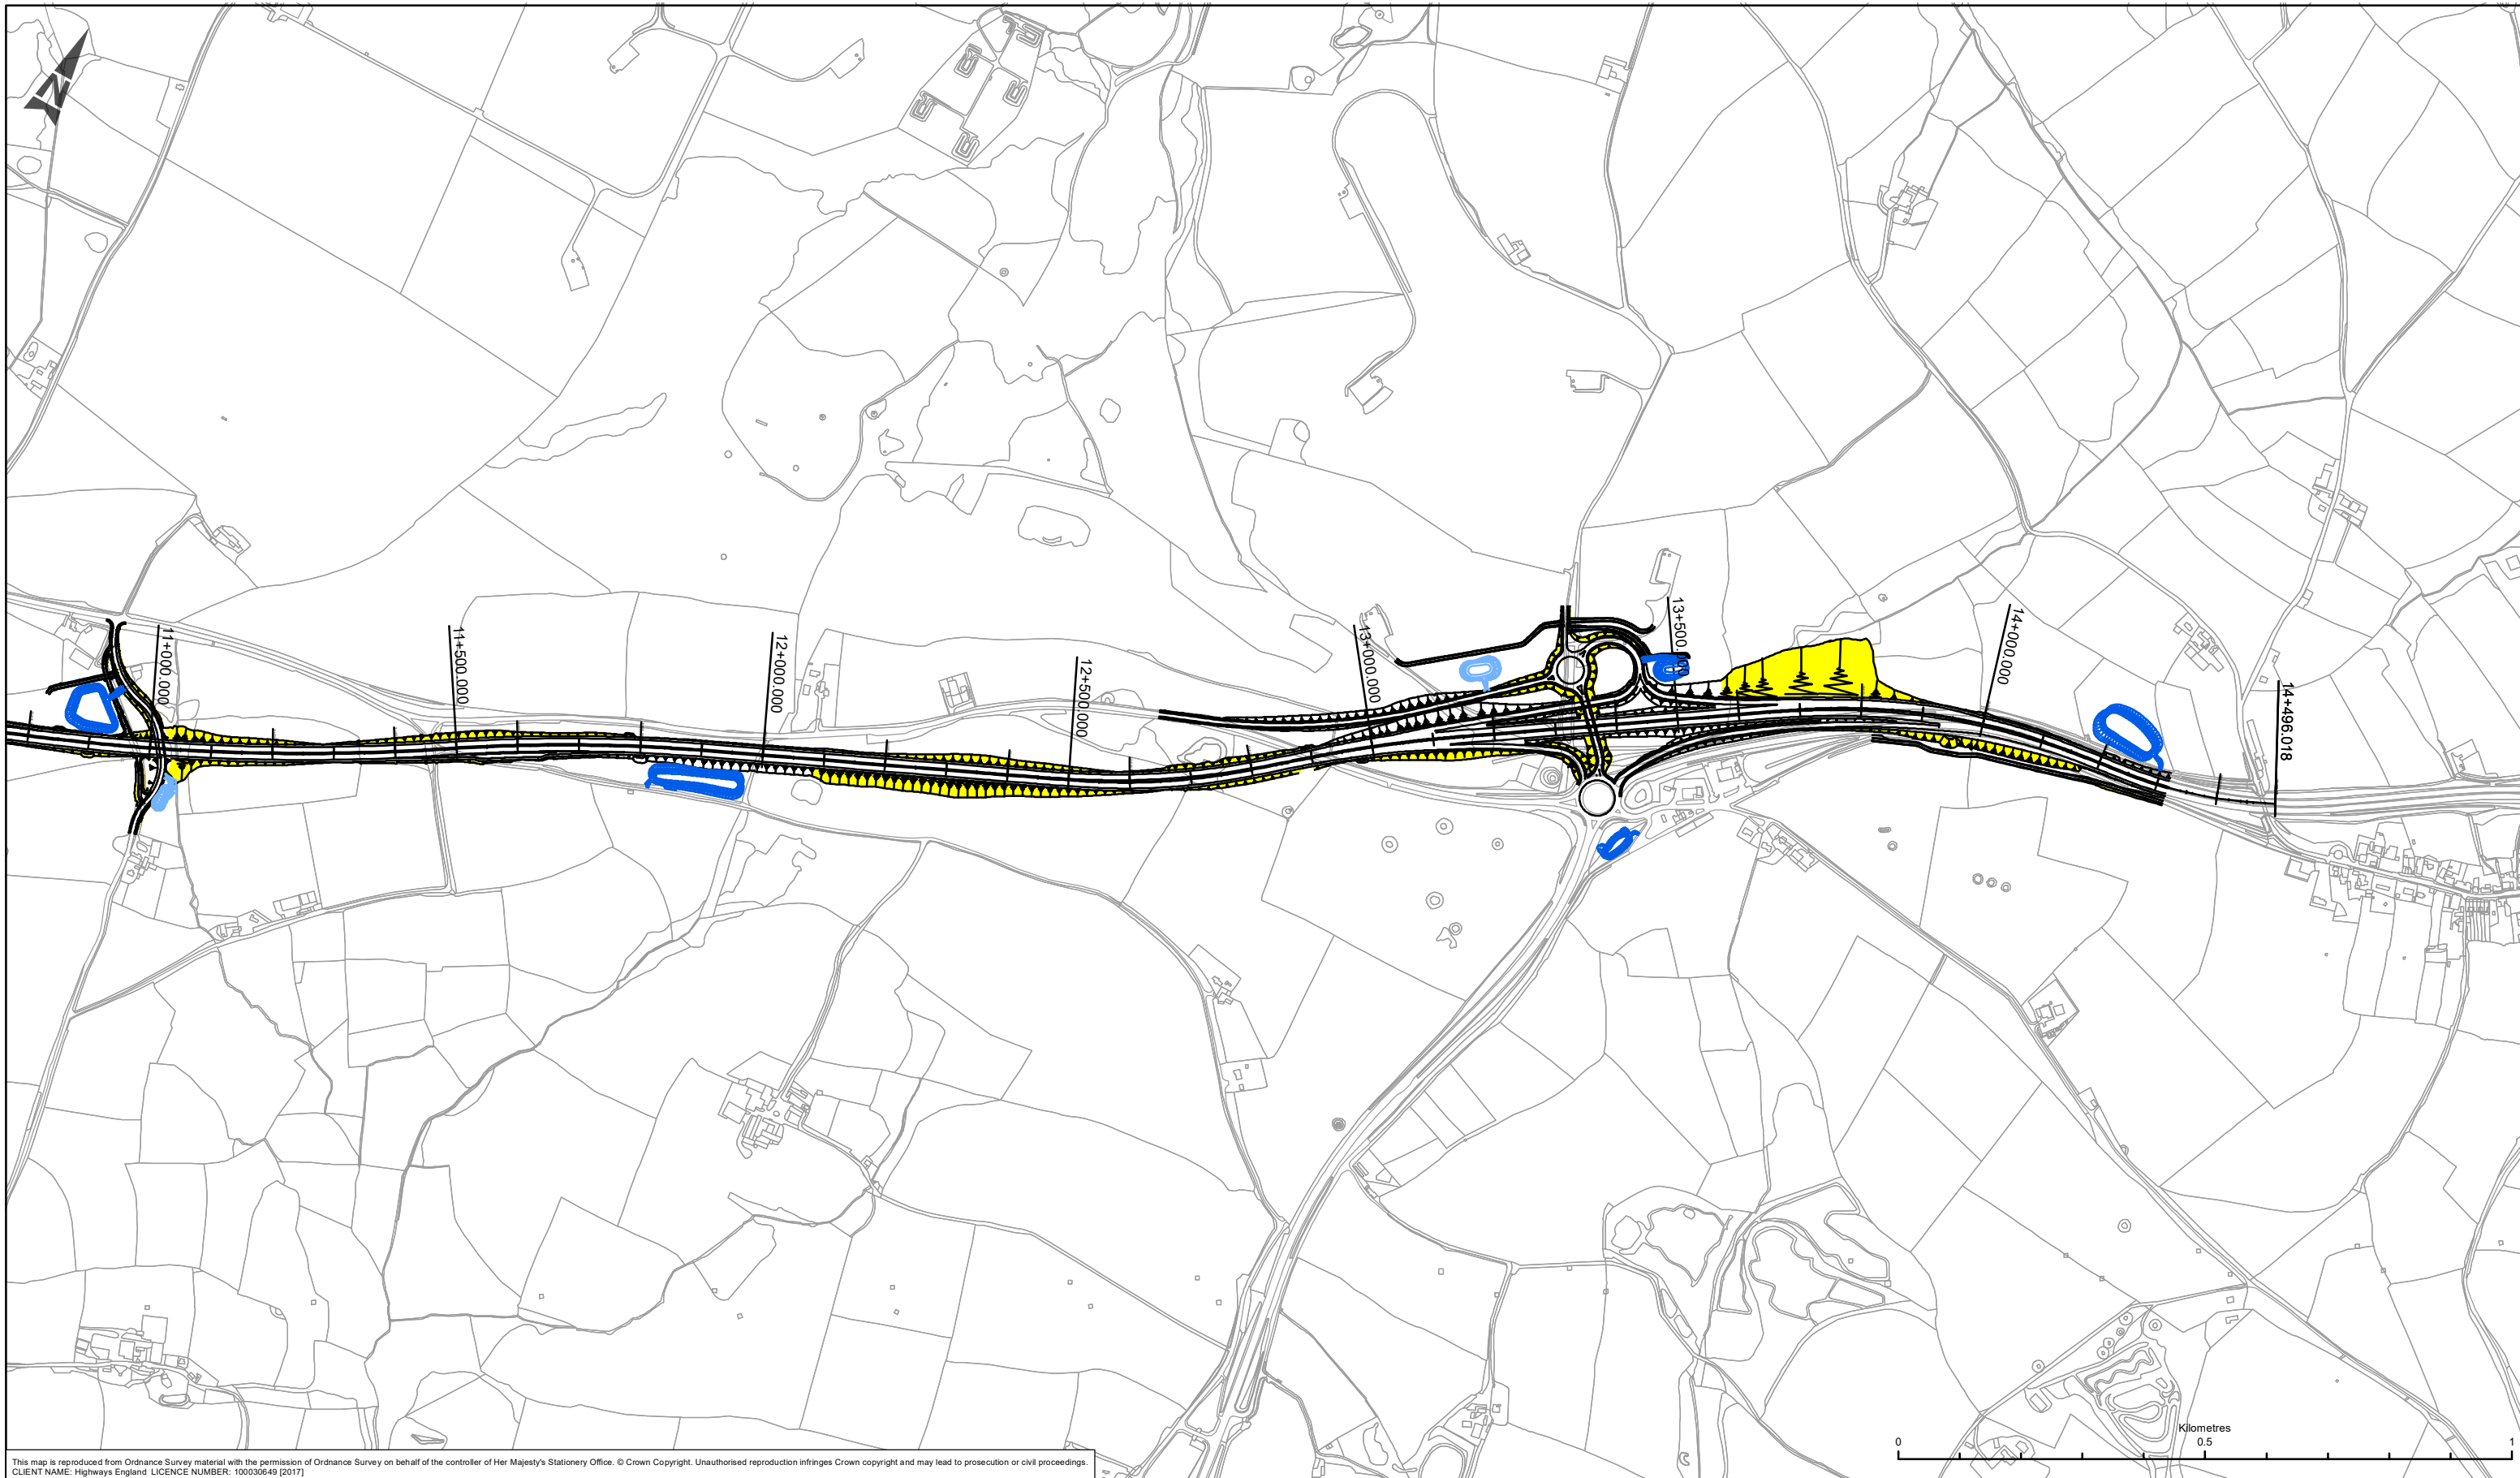 N
11+000.000
11+500.000
12+000.000
12+500.000
13+000.000
13+500.000
14+000.000
14+496.018
Kilometres
0 0.5 1
This map is reproduced from Ordnance Survey material with the permission of Ordnance Survey on behalf of the controller of Her Majesty's Stationery Office. © Crown Copyright. Unauthorised reproduction infringes Crown copyright and may lead to prosecution or civil proceedings.
CLIENT NAME: Highways England LICENCE NUMBER: 100030649 [2017]